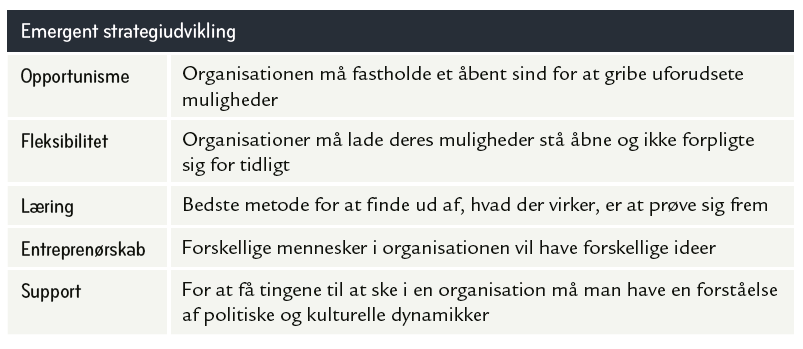 Emergent strategiudvikling
Opportunisme
Organisationen må fastholde et åbent sind for at gribe uforudsete
muligheder
Fleksibilitet
Organisationer må lade deres muligheder stå åbne og ikke forpligte
sig for tidligt
Læring
Bedste metode for at finde ud af, hvad der virker, er at prøve sig frem
Entreprenørskab
Forskellige mennesker i organisationen vil have forskellige ideer
Support
For at få tingene til at ske i en organisation må man have en forståelse
af politiske og kulturelle dynamikker